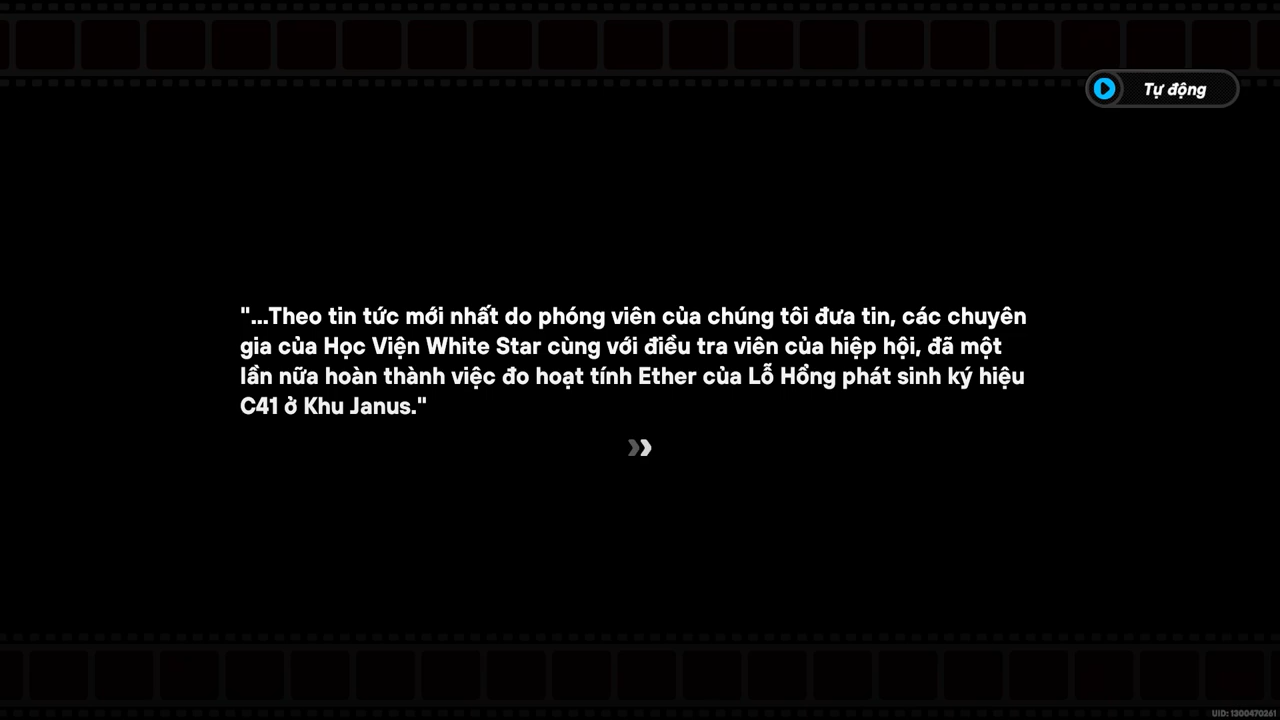 Tự động
"...Theo tin tức mới nhất do phóng viên của chúng tôi đưa tin, các chuyên
gia của Học Viện White Star cùng với điều tra viên của hiệp hội, đã một
lần nữa hoàn thành việc đo hoạt tính Ether của Lỗ Hổng phát sinh ký hiệu
C41 ở Khu Janus."
UID: 1300470261